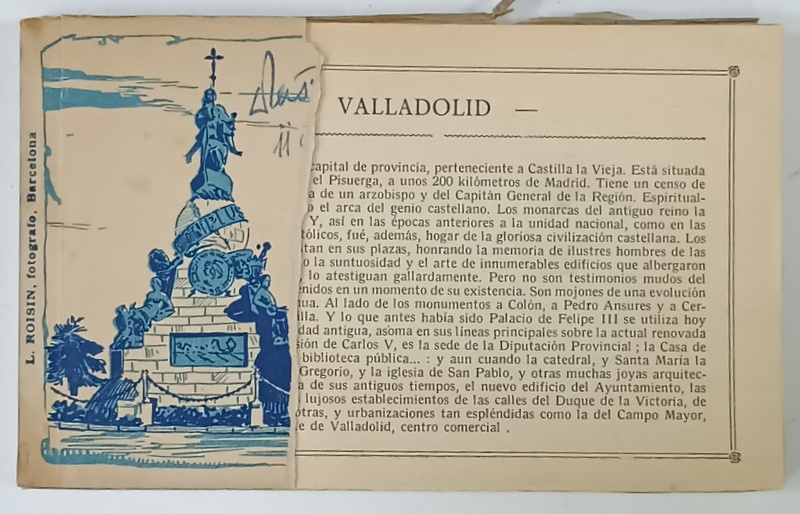 L. ROISIN, fotografo, Barcelona
VALLADOLID —
capital de provincia, perteneciente a Castilla la Vieja. Está situada
el Pisuerga, a unos 200 kilómetros de Madrid. Tiene un censo de
a de un arzobispo y del Capitán General de la Región. Espiritual-
o el arca del genio castellano. Los monarcas del antiguo reino la
Y, así en las épocas anteriores a la unidad nacional, como en las
tólicos, fué, además, hogar de la gloriosa civilización castellana. Los
tan en sus plazas, honrando la memoria de ilustres hombres de las
o la suntuosidad y el arte de innumerables edificios que albergaron
lo atestiguan gallardamente. Pero no son testimonios mudos del
enidos en un momento de su existencia. Son mojones de una evolución
nua. Al lado de los monumentos a Colón, a Pedro Ansures y a Cer-
illa. Y lo que antes había sido Palacio de Felipe III se utiliza hoy
dad antigua, asoma en sus líneas principales sobre la actual renovada
sión de Carlos V, es la sede de la Diputación Provincial ; la Casa de
biblioteca pública... : y aun cuando la catedral, y Santa María la
Gregorio, y la iglesia de San Pablo, y otras muchas joyas arquitec-
a de sus antiguos tiempos, el nuevo edificio del Ayuntamiento, las
lujosos establecimientos de las calles del Duque de la Victoria, de
otras, y urbanizaciones tan espléndidas como la del Campo Mayor,
e de Valladolid, centro comercial .